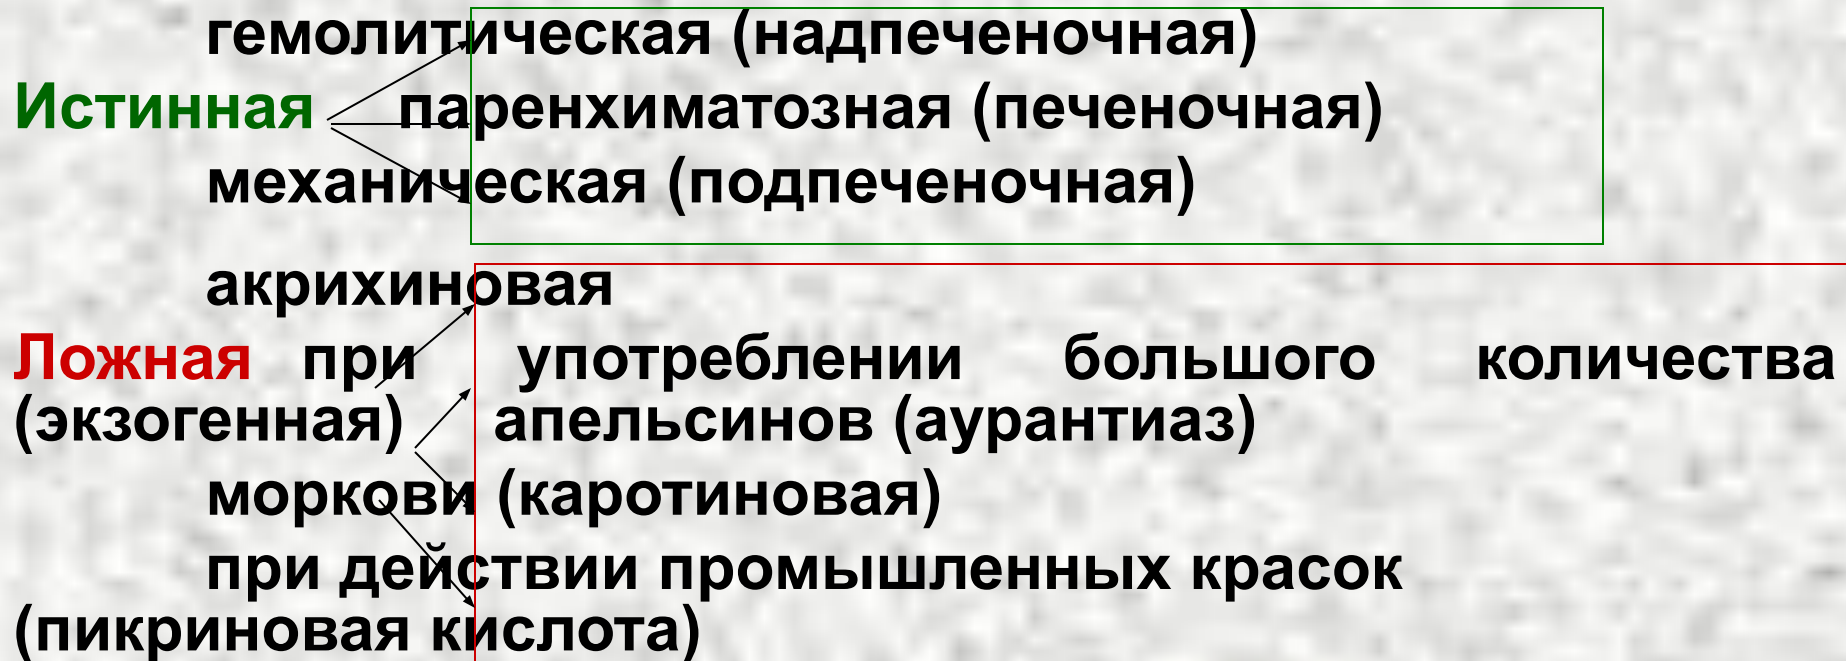 гемолитическая (надпеченочная)
Истинная паренхиматозная (печеночная)
механическая (подпеченочная)
акрихиновая
Ложная при употреблении большого количества
(экзогенная) апельсинов (аурантиаз)
моркови (каротиновая)
при действии промышленных красок
(пикриновая кислота)